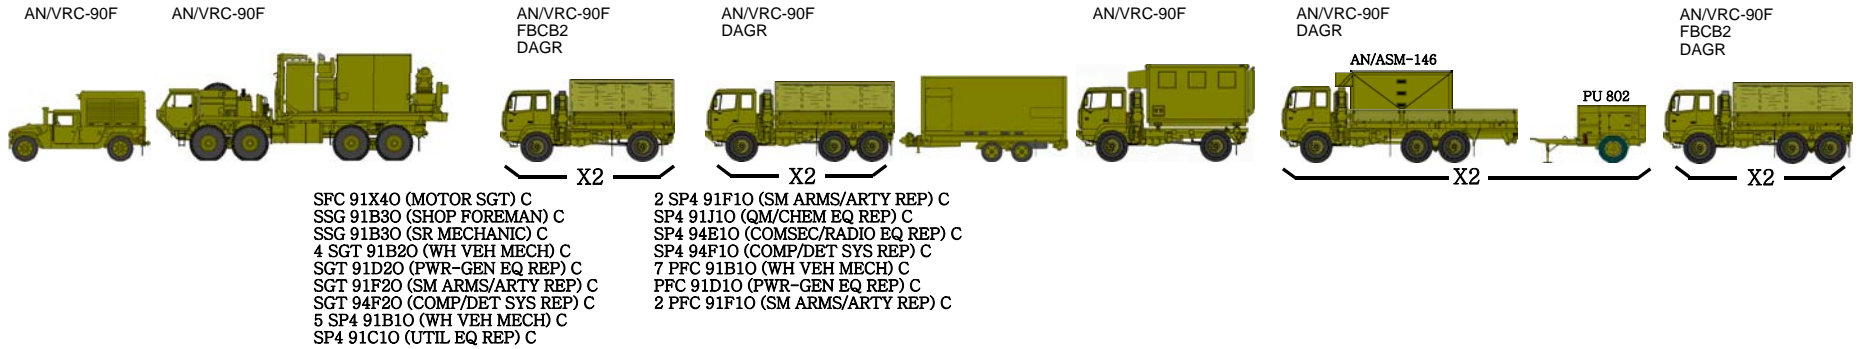 AN/VRC-90F
AN/VRC-90F
AN/VRC-90F
FBCB2
DAGR
AN/VRC-90F
DAGR
AN/VRC-90F
AN/VRC-90F
DAGR
AN/VRC-90F
FBCB2
DAGR
AN/ASM-146
PU 802
X2
X2
X2
X2
SFC 91X4O (MOTOR SGT) C
SSG 91B3O (SHOP FOREMAN) C
SSG 91B3O (SR MECHANIC) C
4 SGT 91B2O (WH VEH MECH) C
SGT 91D2O (PWR-GEN EQ REP) C
SGT 91F2O (SM ARMS/ARTY REP) C
SGT 94F2O (COMP/DET SYS REP) C
5 SP4 91B1O (WH VEH MECH) C
SP4 91C1O (UTIL EQ REP) C
2 SP4 91F1O (SM ARMS/ARTY REP) C
SP4 91J1O (QM/CHEM EQ REP) C
SP4 94E1O (COMSEC/RADIO EQ REP) C
SP4 94F1O (COMP/DET SYS REP) C
7 PFC 91B1O (WH VEH MECH) C
PFC 91D1O (PWR-GEN EQ REP) C
2 PFC 91F1O (SM ARMS/ARTY REP) C